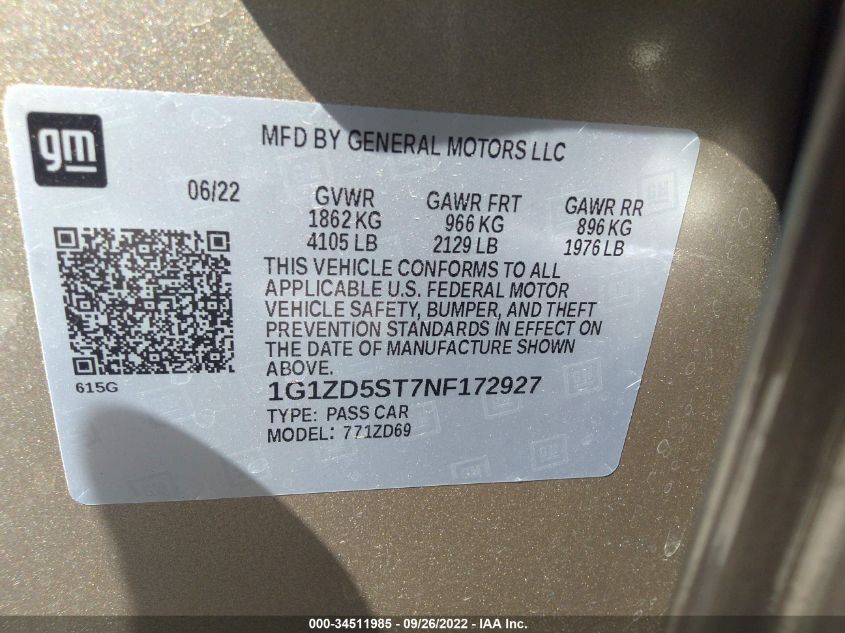 gm
MFD BY GENERAL MOTORS LLC
06/22 GVWR GAWR FRT GAWR RR
1862 KG 966 KG 896 KG
4105 LB 2129 LB 1976 LB
THIS VEHICLE CONFORMS TO ALL
APPLICABLE U.S. FEDERAL MOTOR
VEHICLE SAFETY, BUMPER, AND THEFT
PREVENTION STANDARDS IN EFFECT ON
THE DATE OF MANUFACTURE SHOWN
ABOVE.
615G
1G1ZD5ST7NF172927
TYPE: PASS CAR
MODEL: 771ZD69
000-34511985 - 09/26/2022 - IAA Inc.